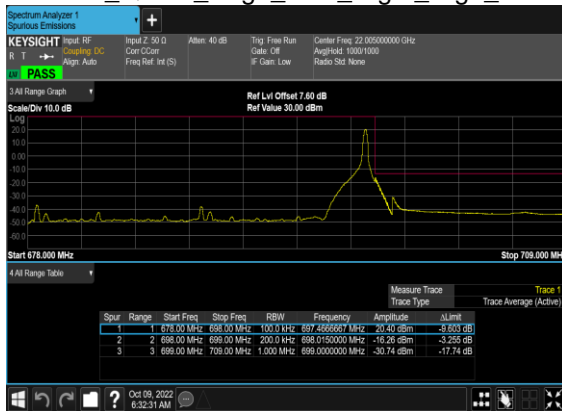 Spectrum Analyzer 1
Spurious Emissions
KEYSIGHT Input: RF Input Z: 50 Ω Atten: 40 dB Trig: Free Run Center Freq: 22.005000000 GHz
R T Coupling: DC Corr CCorr Gate: Off Avg|Hold: 1000/1000
Align: Auto Freq Ref: Int (S) IF Gain: Low Radio Std: None
PASS
3 All Range Graph
Ref Lvl Offset 7.60 dB
Scale/Div 10.0 dB Ref Value 30.00 dBm
Log
20.0
10.0
0.00
-10.0
-20.0
-30.0
-40.0
-50.0
-60.0
Start 678.000 MHz Stop 709.000 MH
4 All Range Table
Measure Trace Trace 1
Trace Type Trace Average (Active)
Spur Range Start Freq Stop Freq RBW Frequency Amplitude ΔLimit
1 1 678.00 MHz 698.00 MHz 100.0 kHz 697.4666667 MHz 20.40 dBm -9.603 dB
2 2 698.00 MHz 699.00 MHz 200.0 kHz 698.0150000 MHz -16.26 dBm -3.255 dB
3 3 699.00 MHz 709.00 MHz 1.000 MHz 699.0000000 MHz -30.74 dBm -17.74 dB
Oct 09, 2022
6:32:31 AM